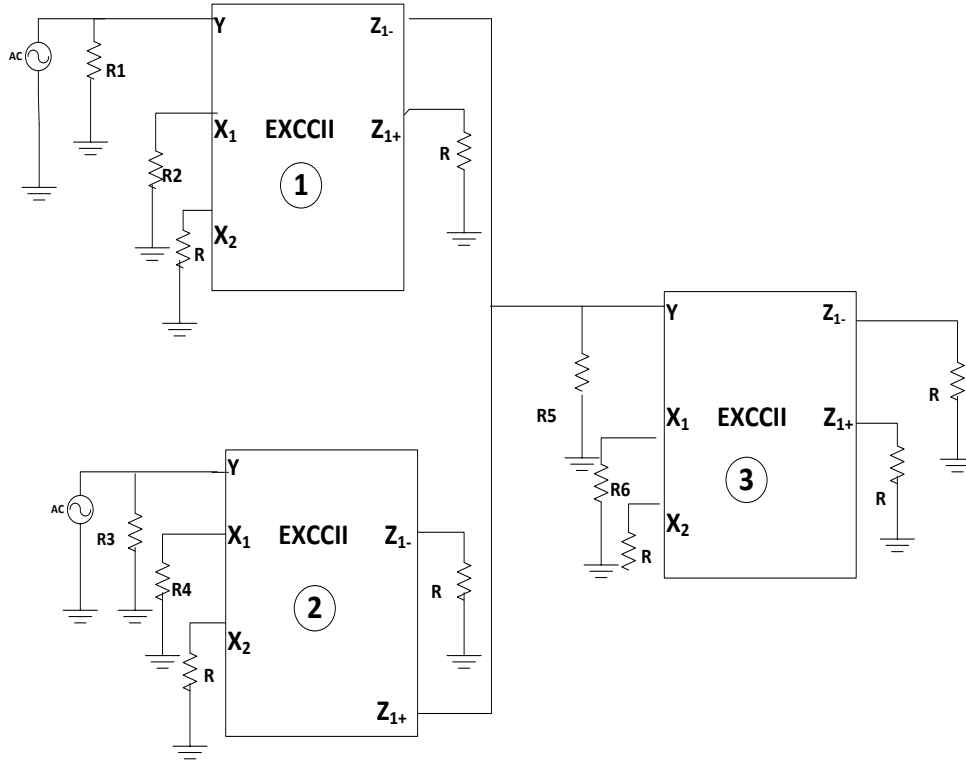 Y
Z1-
AC
R1
X1
EXCCII
Z1+
R
R2
1
X2
R
Y
Z1-
R
R5
X1
EXCCII
Z1+
R6
3
R
X2
R
Y
AC
R3
X1
EXCCII
Z1-
R4
R
2
X2
R
Z1+